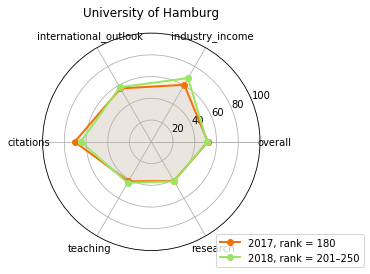 University of Hamburg
international_outlook
industry_income
100
80
60
40
20
citations
overall
teaching
research
2017, rank = 180
2018, rank = 201–250